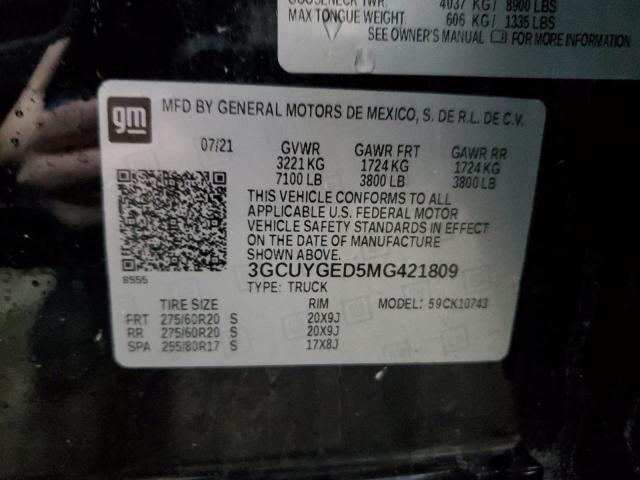 GOOSENECK TWR: 4037 KG / 8900 LBS
MAX TONGUE WEIGHT 606 KG / 1335 LBS
SEE OWNER'S MANUAL FOR MORE INFORMATION
gm
MFD BY GENERAL MOTORS DE MEXICO, S. DE R.L. DE C.V.
07/21 GVWR GAWR FRT GAWR RR
3221 KG 1724 KG 1724 KG
7100 LB 3800 LB 3800 LB
THIS VEHICLE CONFORMS TO ALL
APPLICABLE U.S. FEDERAL MOTOR
VEHICLE SAFETY STANDARDS IN EFFECT
ON THE DATE OF MANUFACTURE
SHOWN ABOVE.
8555
3GCUYGED5MG421809
TYPE: TRUCK
TIRE SIZE RIM MODEL: 59CK10743
FRT 275/60R20 S 20X9J
RR 275/60R20 S 20X9J
SPA 255/80R17 S 17X8J